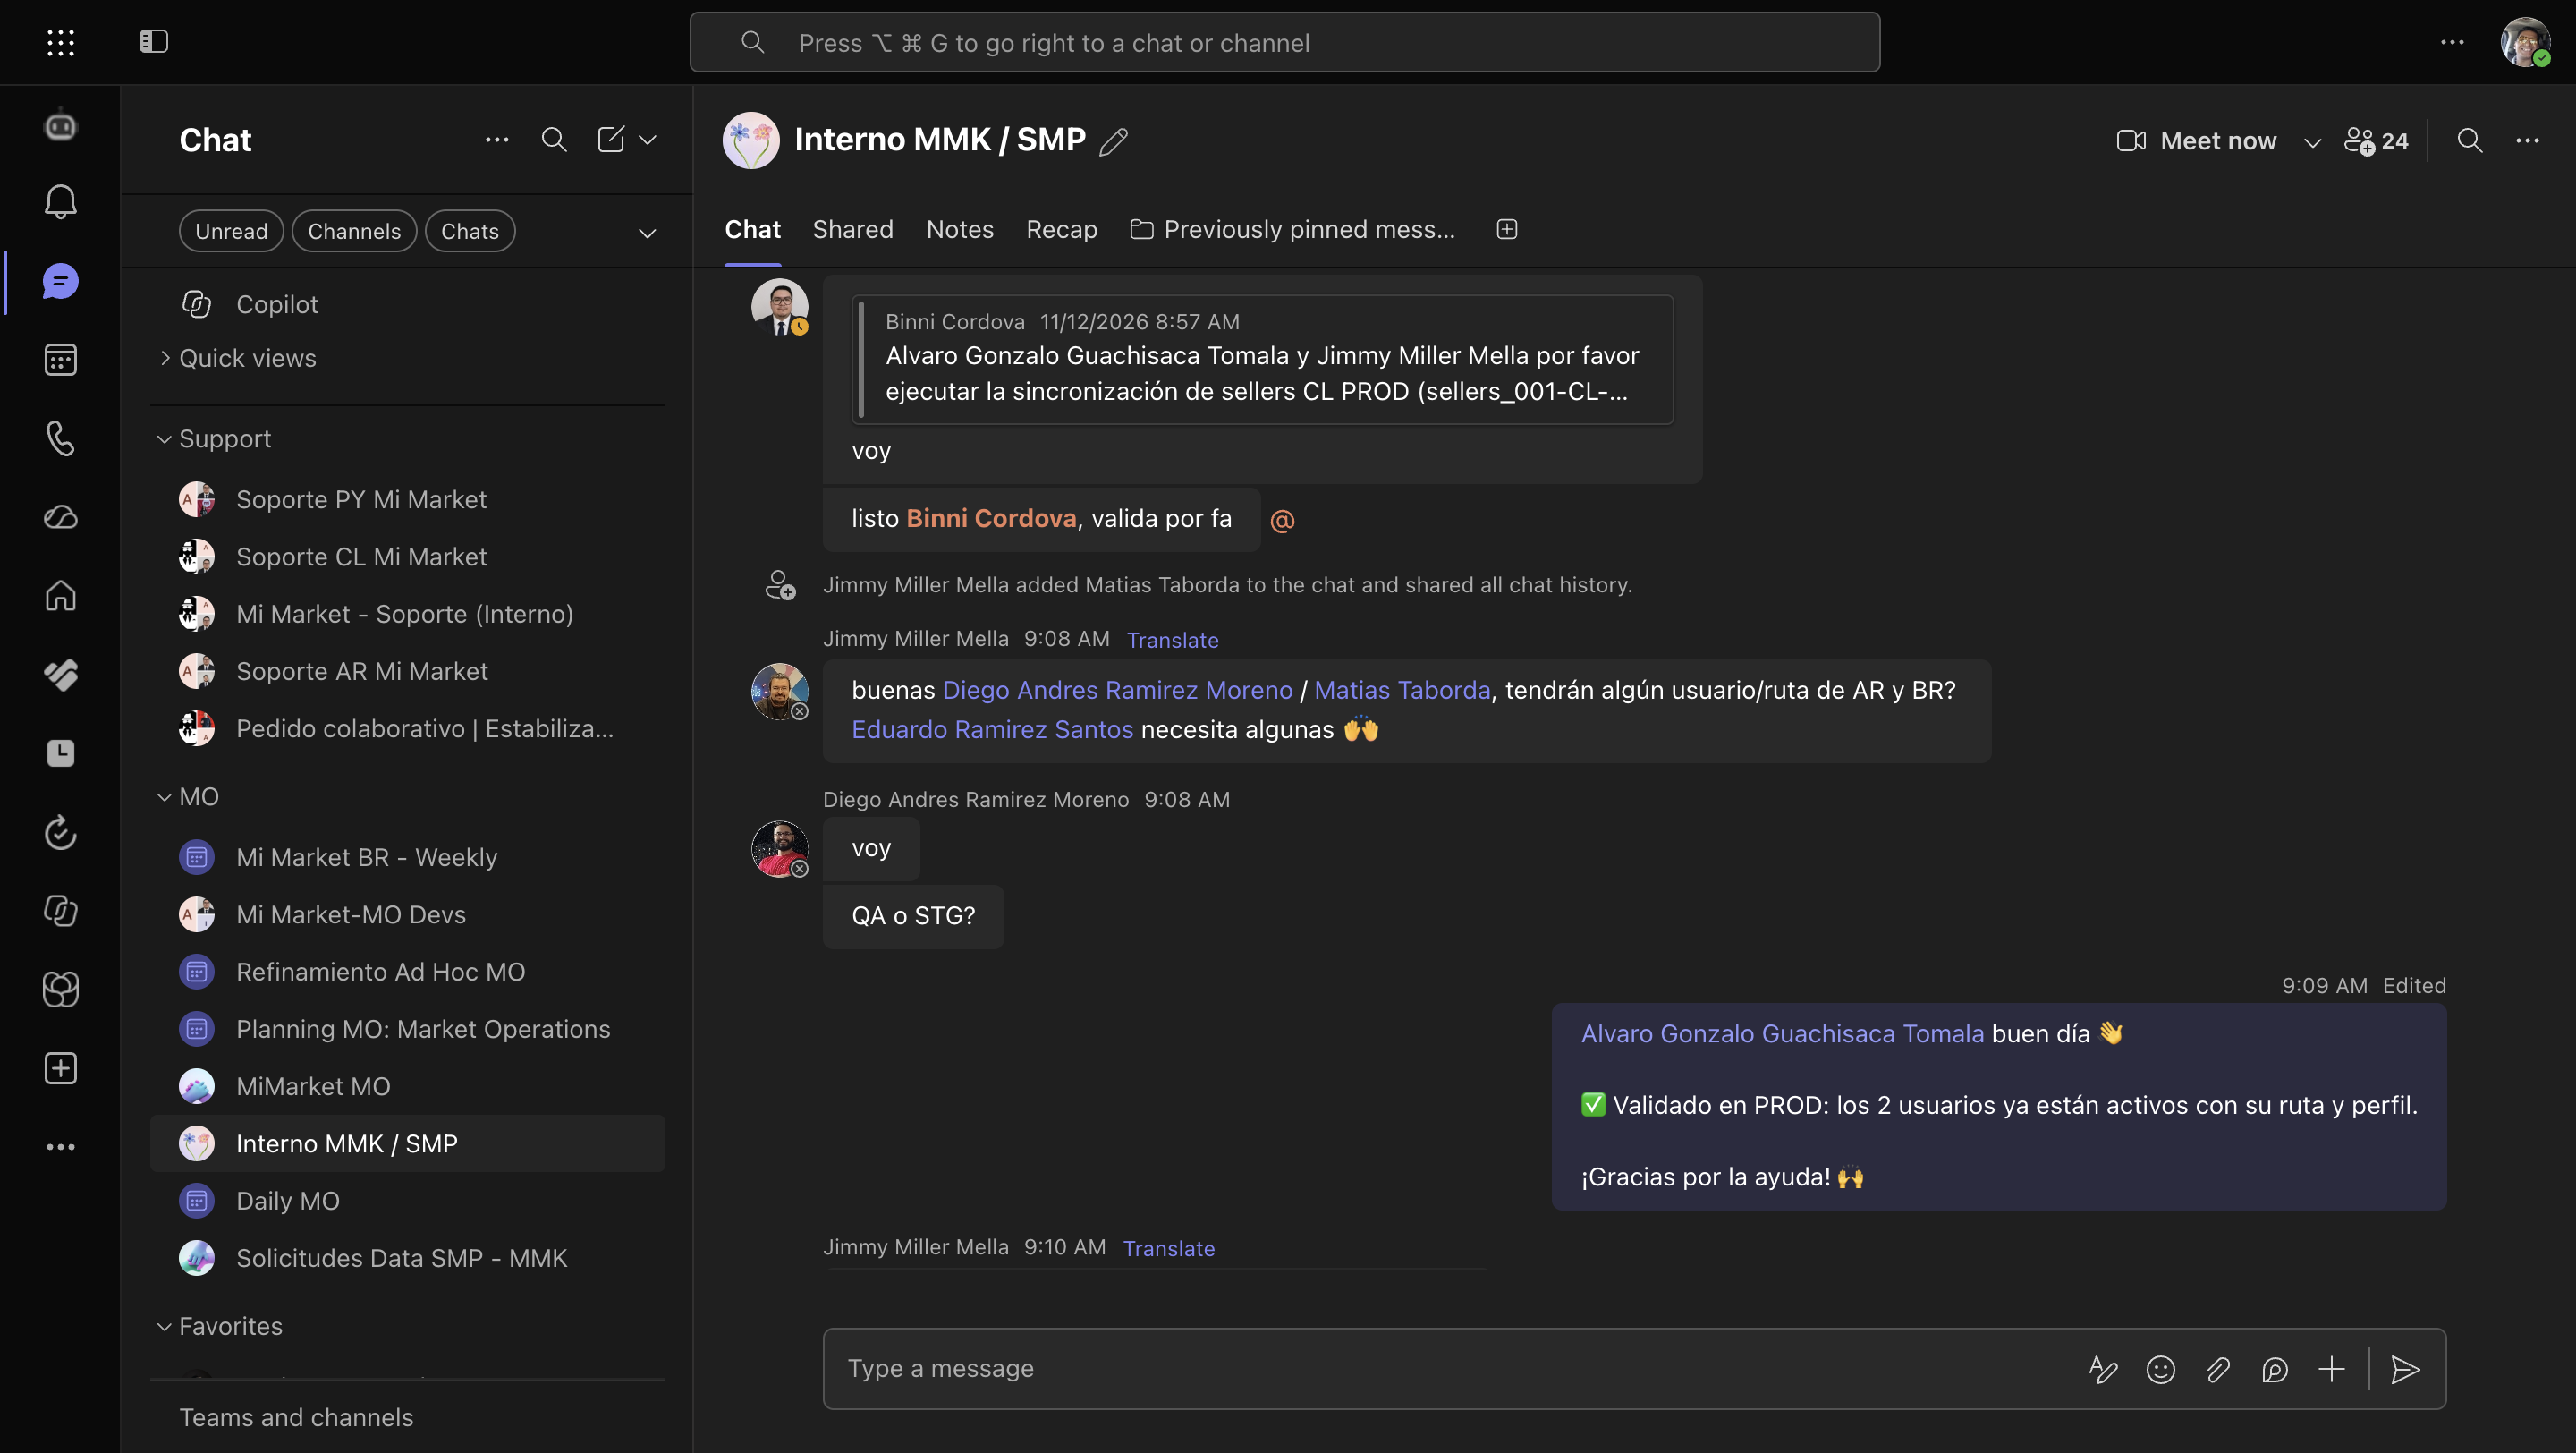 Press ⌥ ⌘ G to go right to a chat or channel
Chat
Unread
Channels
Chats
Copilot
Quick views
Support
Soporte PY Mi Market
Soporte CL Mi Market
Mi Market - Soporte (Interno)
Soporte AR Mi Market
Pedido colaborativo | Estabiliza...
MO
Mi Market BR - Weekly
Mi Market-MO Devs
Refinamiento Ad Hoc MO
Planning MO: Market Operations
MiMarket MO
Interno MMK / SMP
Daily MO
Solicitudes Data SMP - MMK
Favorites
Teams and channels
Interno MMK / SMP
Meet now
24
Chat
Shared
Notes
Recap
Previously pinned mess...
Binni Cordova 11/12/2026 8:57 AM
Alvaro Gonzalo Guachisaca Tomala y Jimmy Miller Mella por favor
ejecutar la sincronización de sellers CL PROD (sellers_001-CL-...
voy
listo Binni Cordova, valida por fa
@
Jimmy Miller Mella added Matias Taborda to the chat and shared all chat history.
Jimmy Miller Mella 9:08 AM Translate
buenas Diego Andres Ramirez Moreno / Matias Taborda, tendrán algún usuario/ruta de AR y BR?
Eduardo Ramirez Santos necesita algunas 🙌
Diego Andres Ramirez Moreno 9:08 AM
voy
QA o STG?
9:09 AM Edited
Alvaro Gonzalo Guachisaca Tomala buen día 👋
✅ Validado en PROD: los 2 usuarios ya están activos con su ruta y perfil.
¡Gracias por la ayuda! 🙌
Jimmy Miller Mella 9:10 AM Translate
Type a message